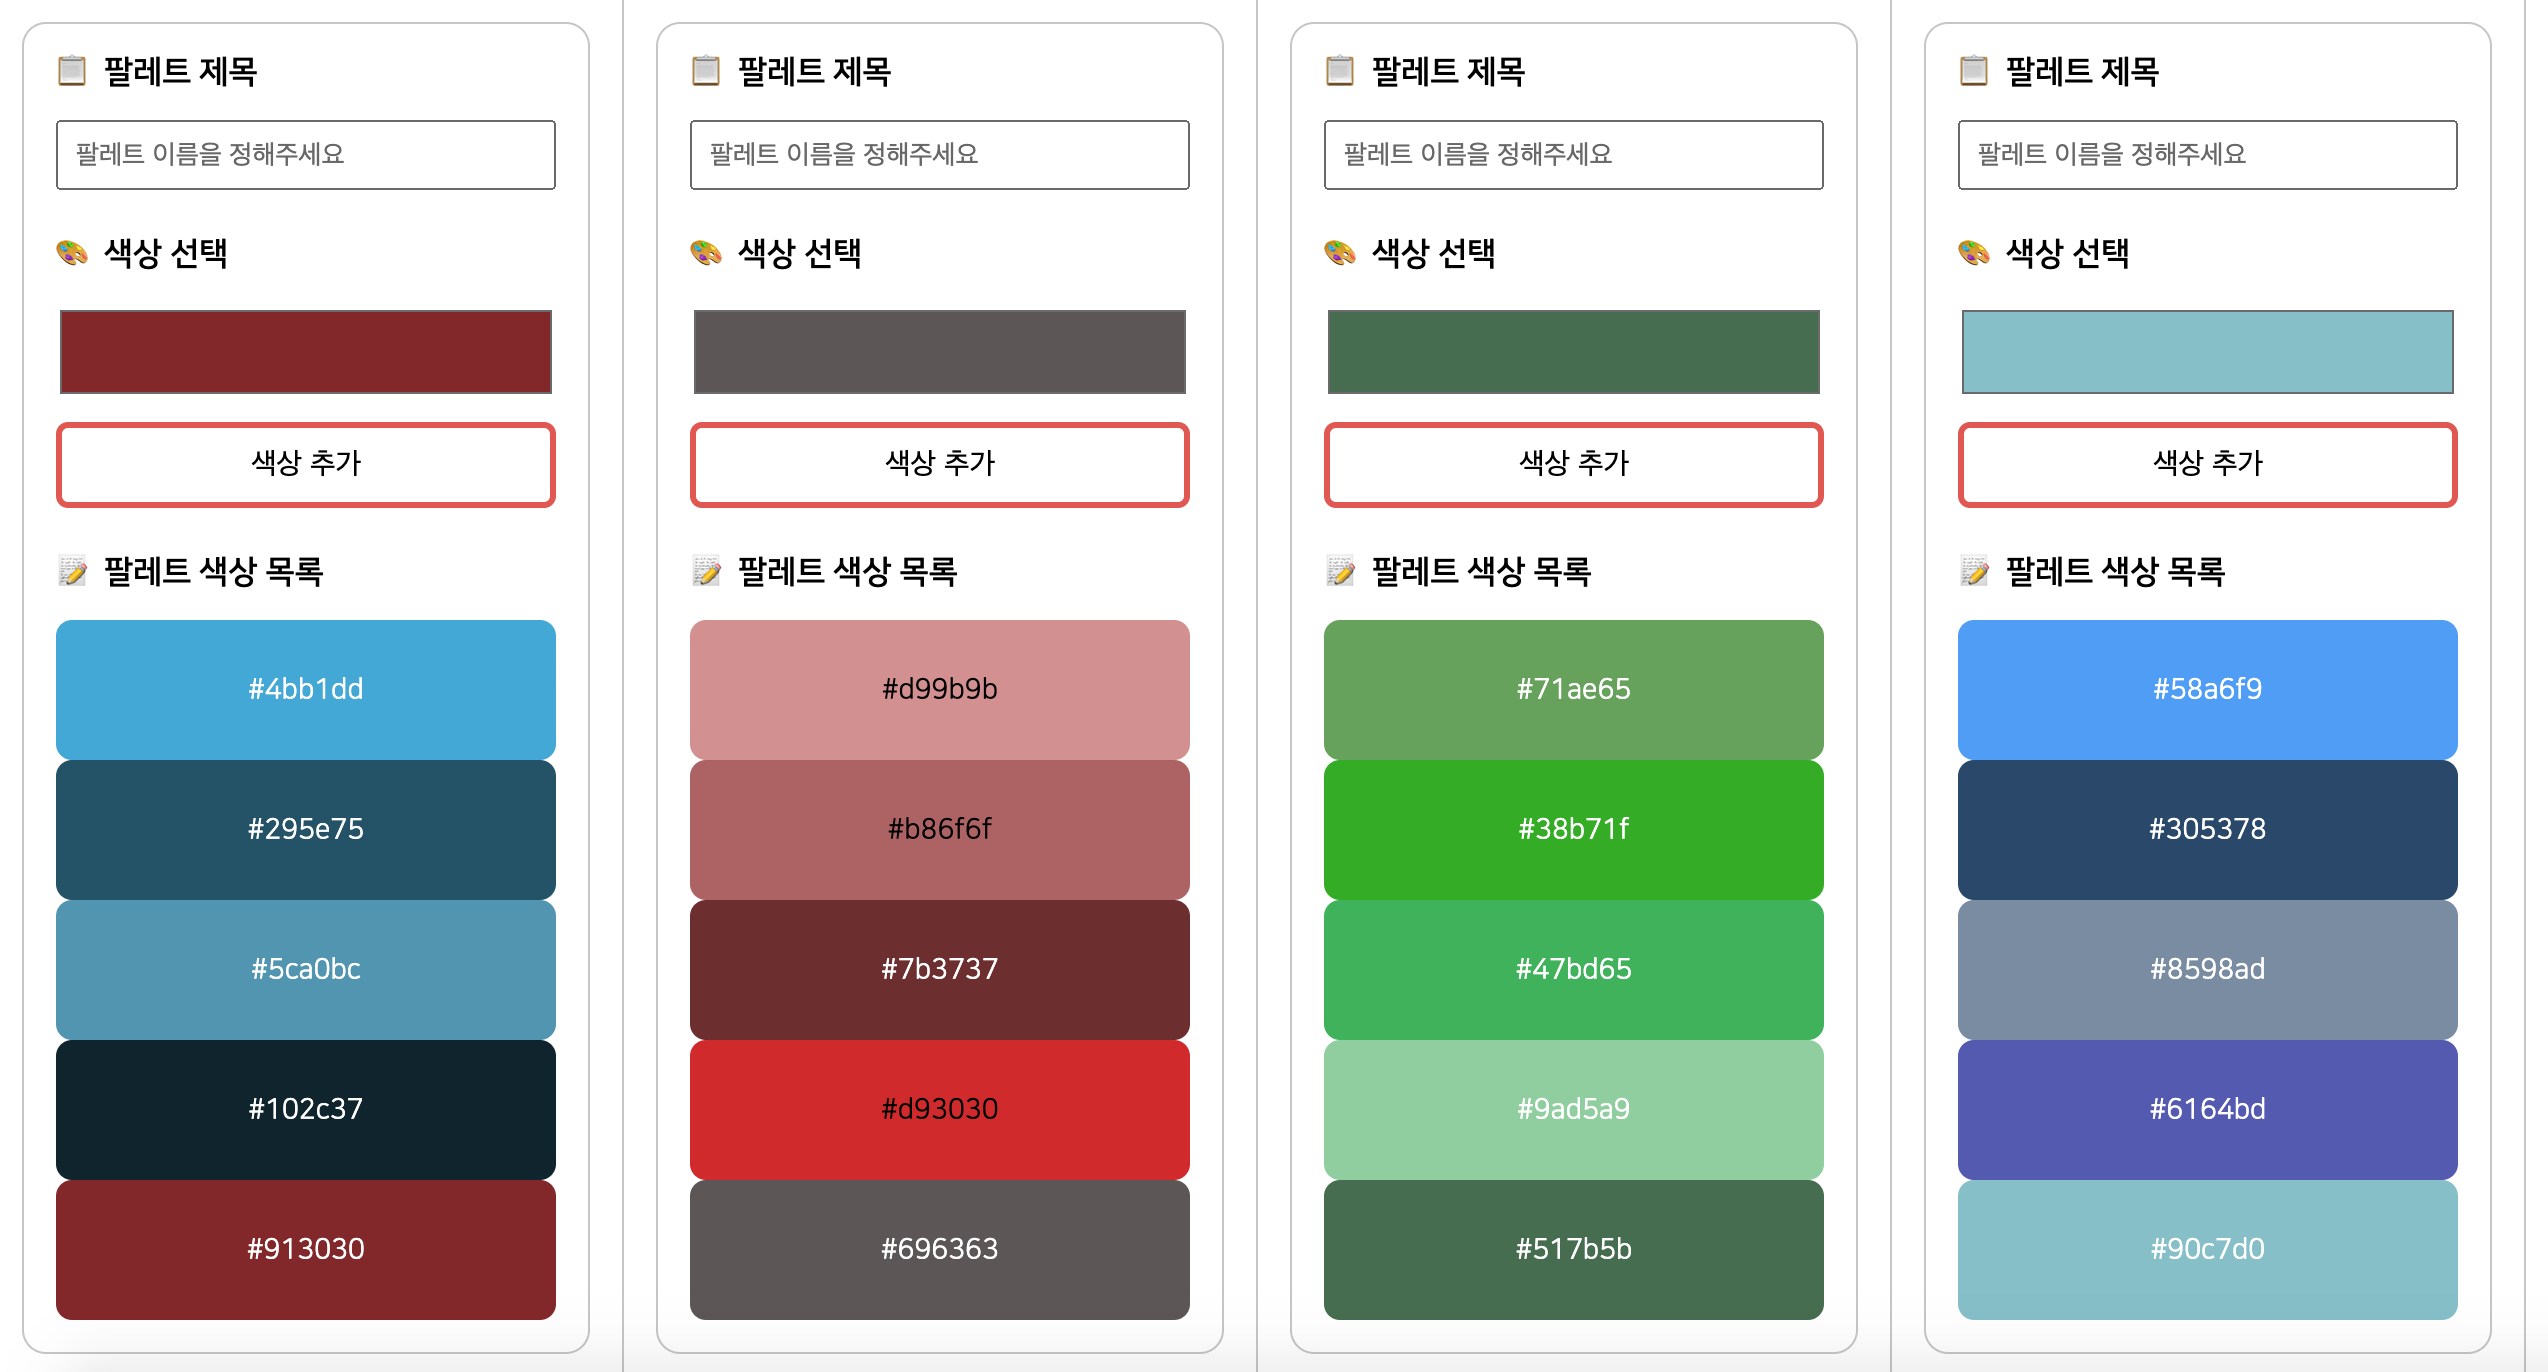 팔레트 제목
팔레트 이름을 정해주세요
색상 선택
색상 추가
팔레트 색상 목록
#4bb1dd
#295e75
#5ca0bc
#102c37
#913030
팔레트 제목
팔레트 이름을 정해주세요
색상 선택
색상 추가
팔레트 색상 목록
#d99b9b
#b86f6f
#7b3737
#d93030
#696363
팔레트 제목
팔레트 이름을 정해주세요
색상 선택
색상 추가
팔레트 색상 목록
#71ae65
#38b71f
#47bd65
#9ad5a9
#517b5b
팔레트 제목
팔레트 이름을 정해주세요
색상 선택
색상 추가
팔레트 색상 목록
#58a6f9
#305378
#8598ad
#6164bd
#90c7d0